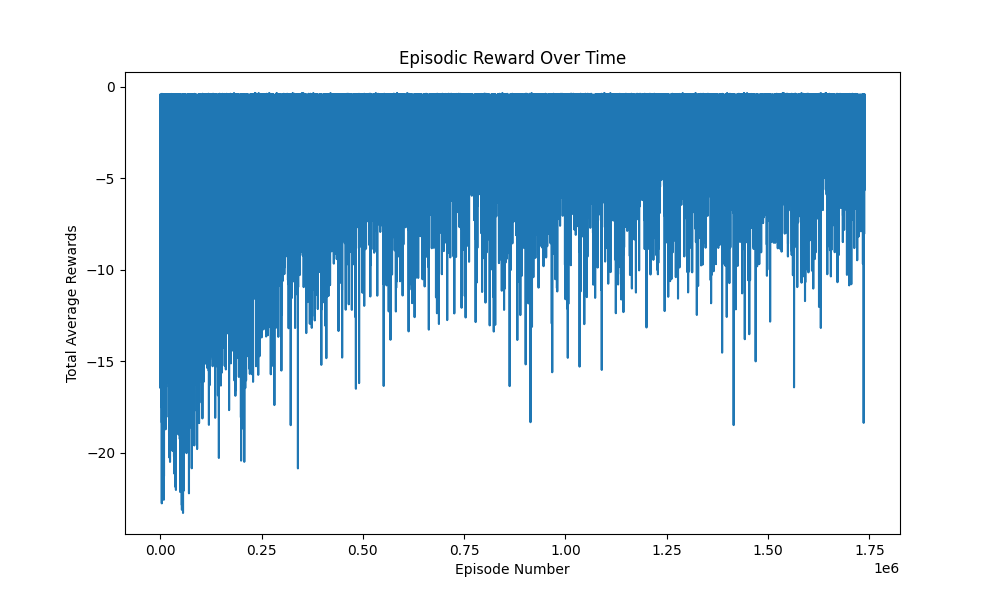 Episodic Reward Over Time
Total Average Rewards
0
−5
−10
−15
−20
0.00 0.25 0.50 0.75 1.00 1.25 1.50 1.75
1e6
Episode Number